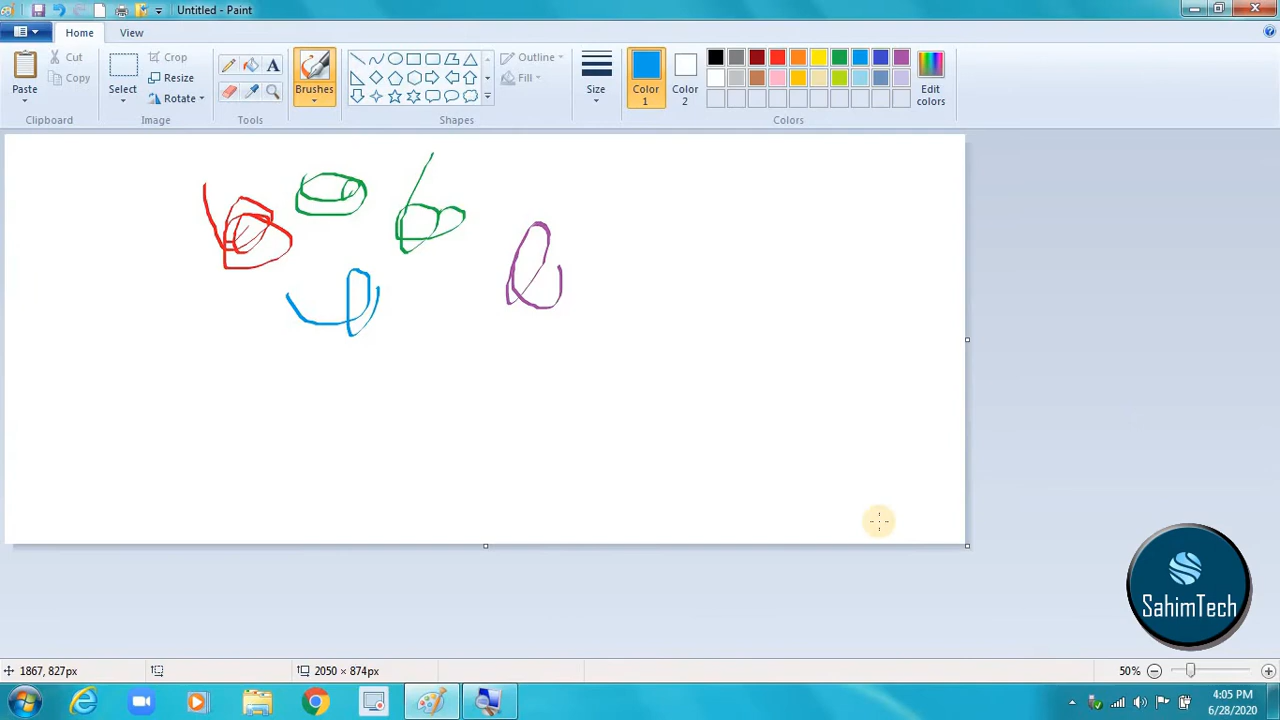 Untitled - Paint
Home View
Cut
Copy
Paste
Clipboard
Select
Crop
Resize
Rotate
Image
A
Tools
Brushes
Outline
Fill
Shapes
Size
Color 1
Color 2
Edit colors
Colors
SahimTech
1867, 827px
2050 × 874px
50%
4:05 PM
6/28/2020